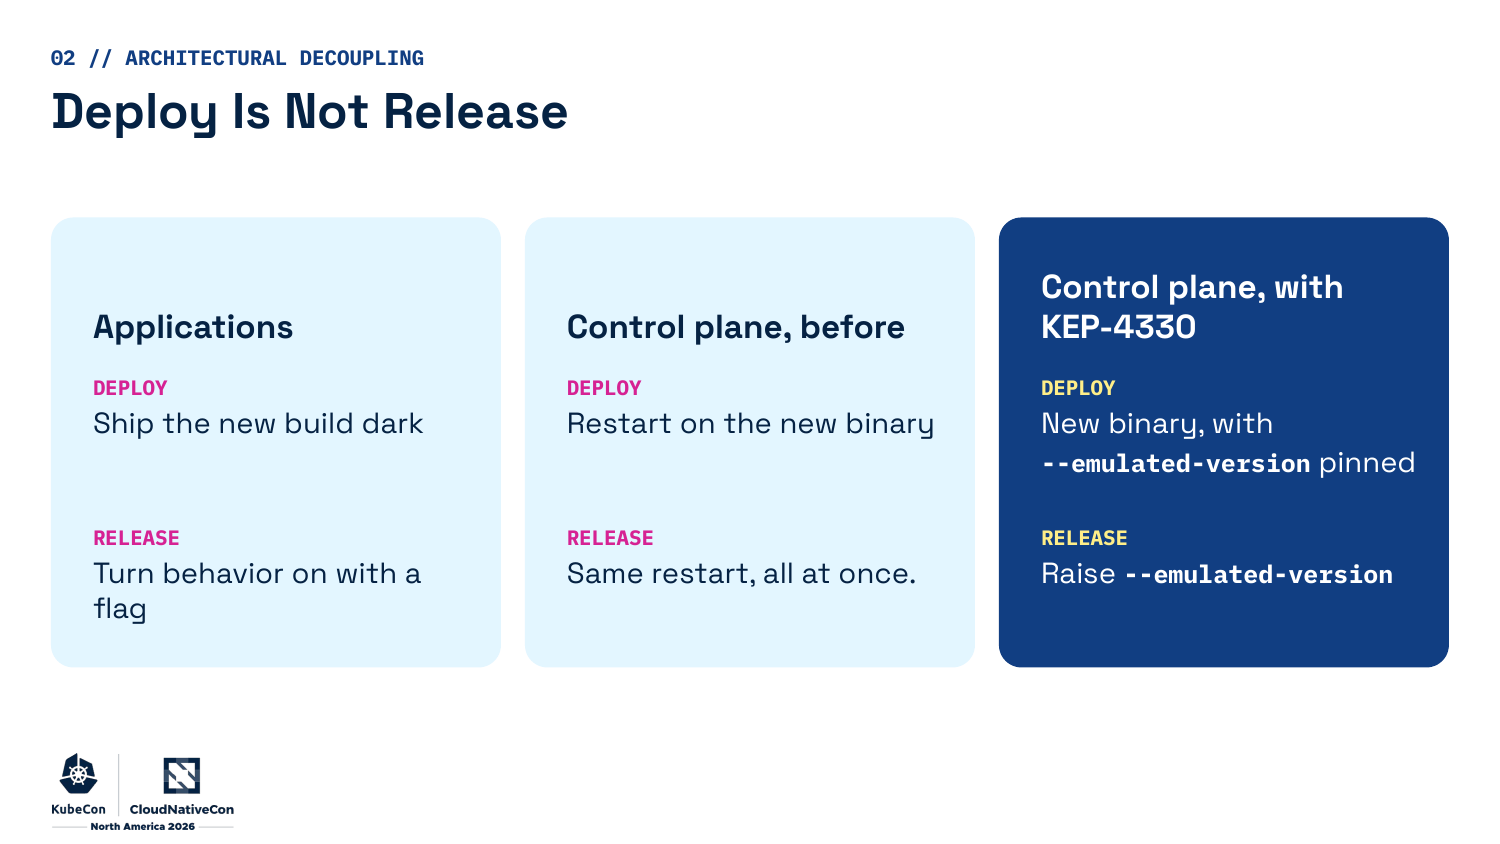 02 // ARCHITECTURAL DECOUPLING
Deploy Is Not Release
Applications
DEPLOY
Ship the new build dark
RELEASE
Turn behavior on with a
flag
Control plane, before
DEPLOY
Restart on the new binary
RELEASE
Same restart, all at once.
Control plane, with
KEP-4330
DEPLOY
New binary, with
--emulated-version pinned
RELEASE
Raise --emulated-version
KubeCon
CloudNativeCon
North America 2026